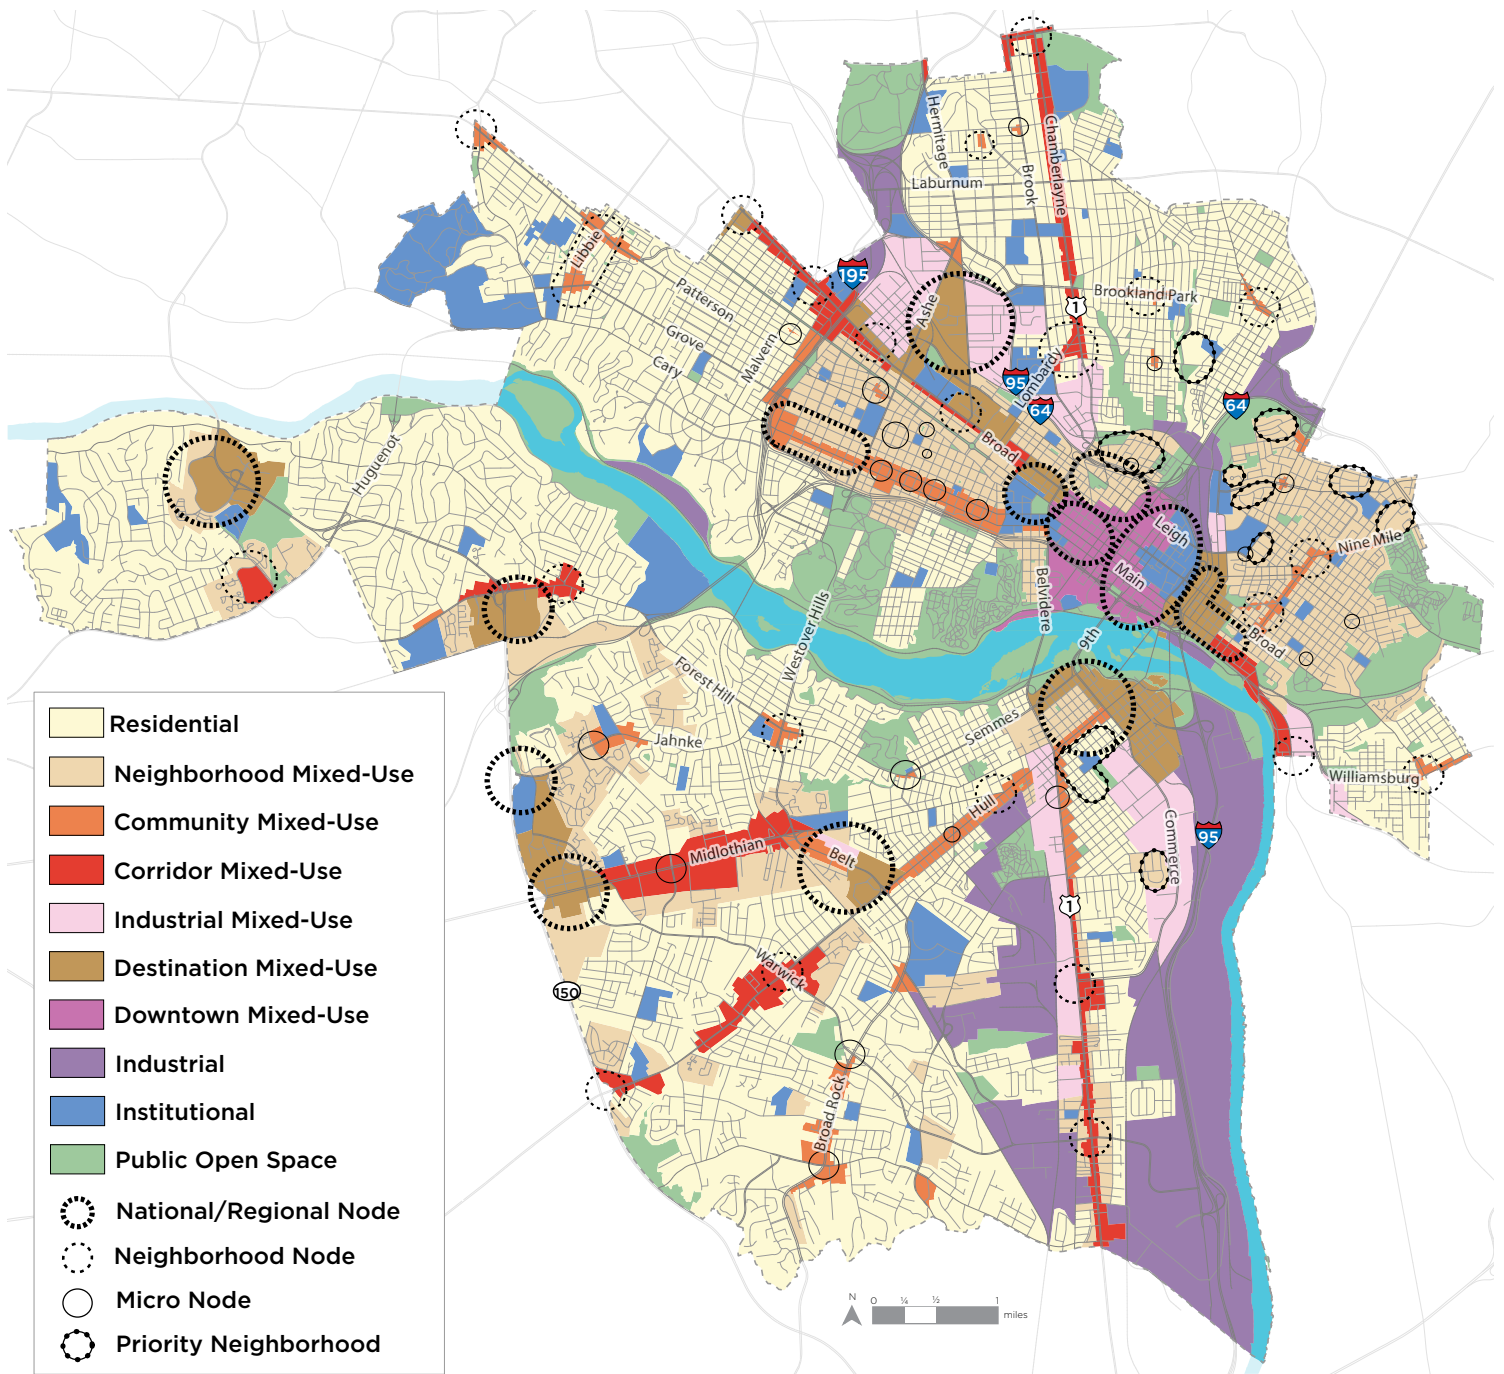 Hermitage
Chamberlayne
Laburnum
Brook
Libbie
195
Patterson
Ashe
Brookland Park
1
Grove
Malvern
Cary
Lombardy
95
64
64
Huguenot
Broad
Leigh
Nine Mile
Main
Belvidere
Westover Hills
9th
Broad
Forest Hill
Semmes
Jahnke
Williamsburg
Hull
Commerce
95
Midlothian
Belt
1
Warwick
150
Broad Rock
Residential
Neighborhood Mixed-Use
Community Mixed-Use
Corridor Mixed-Use
Industrial Mixed-Use
Destination Mixed-Use
Downtown Mixed-Use
Industrial
Institutional
Public Open Space
National/Regional Node
Neighborhood Node
Micro Node
Priority Neighborhood
N
0 ¼ ½ 1
miles